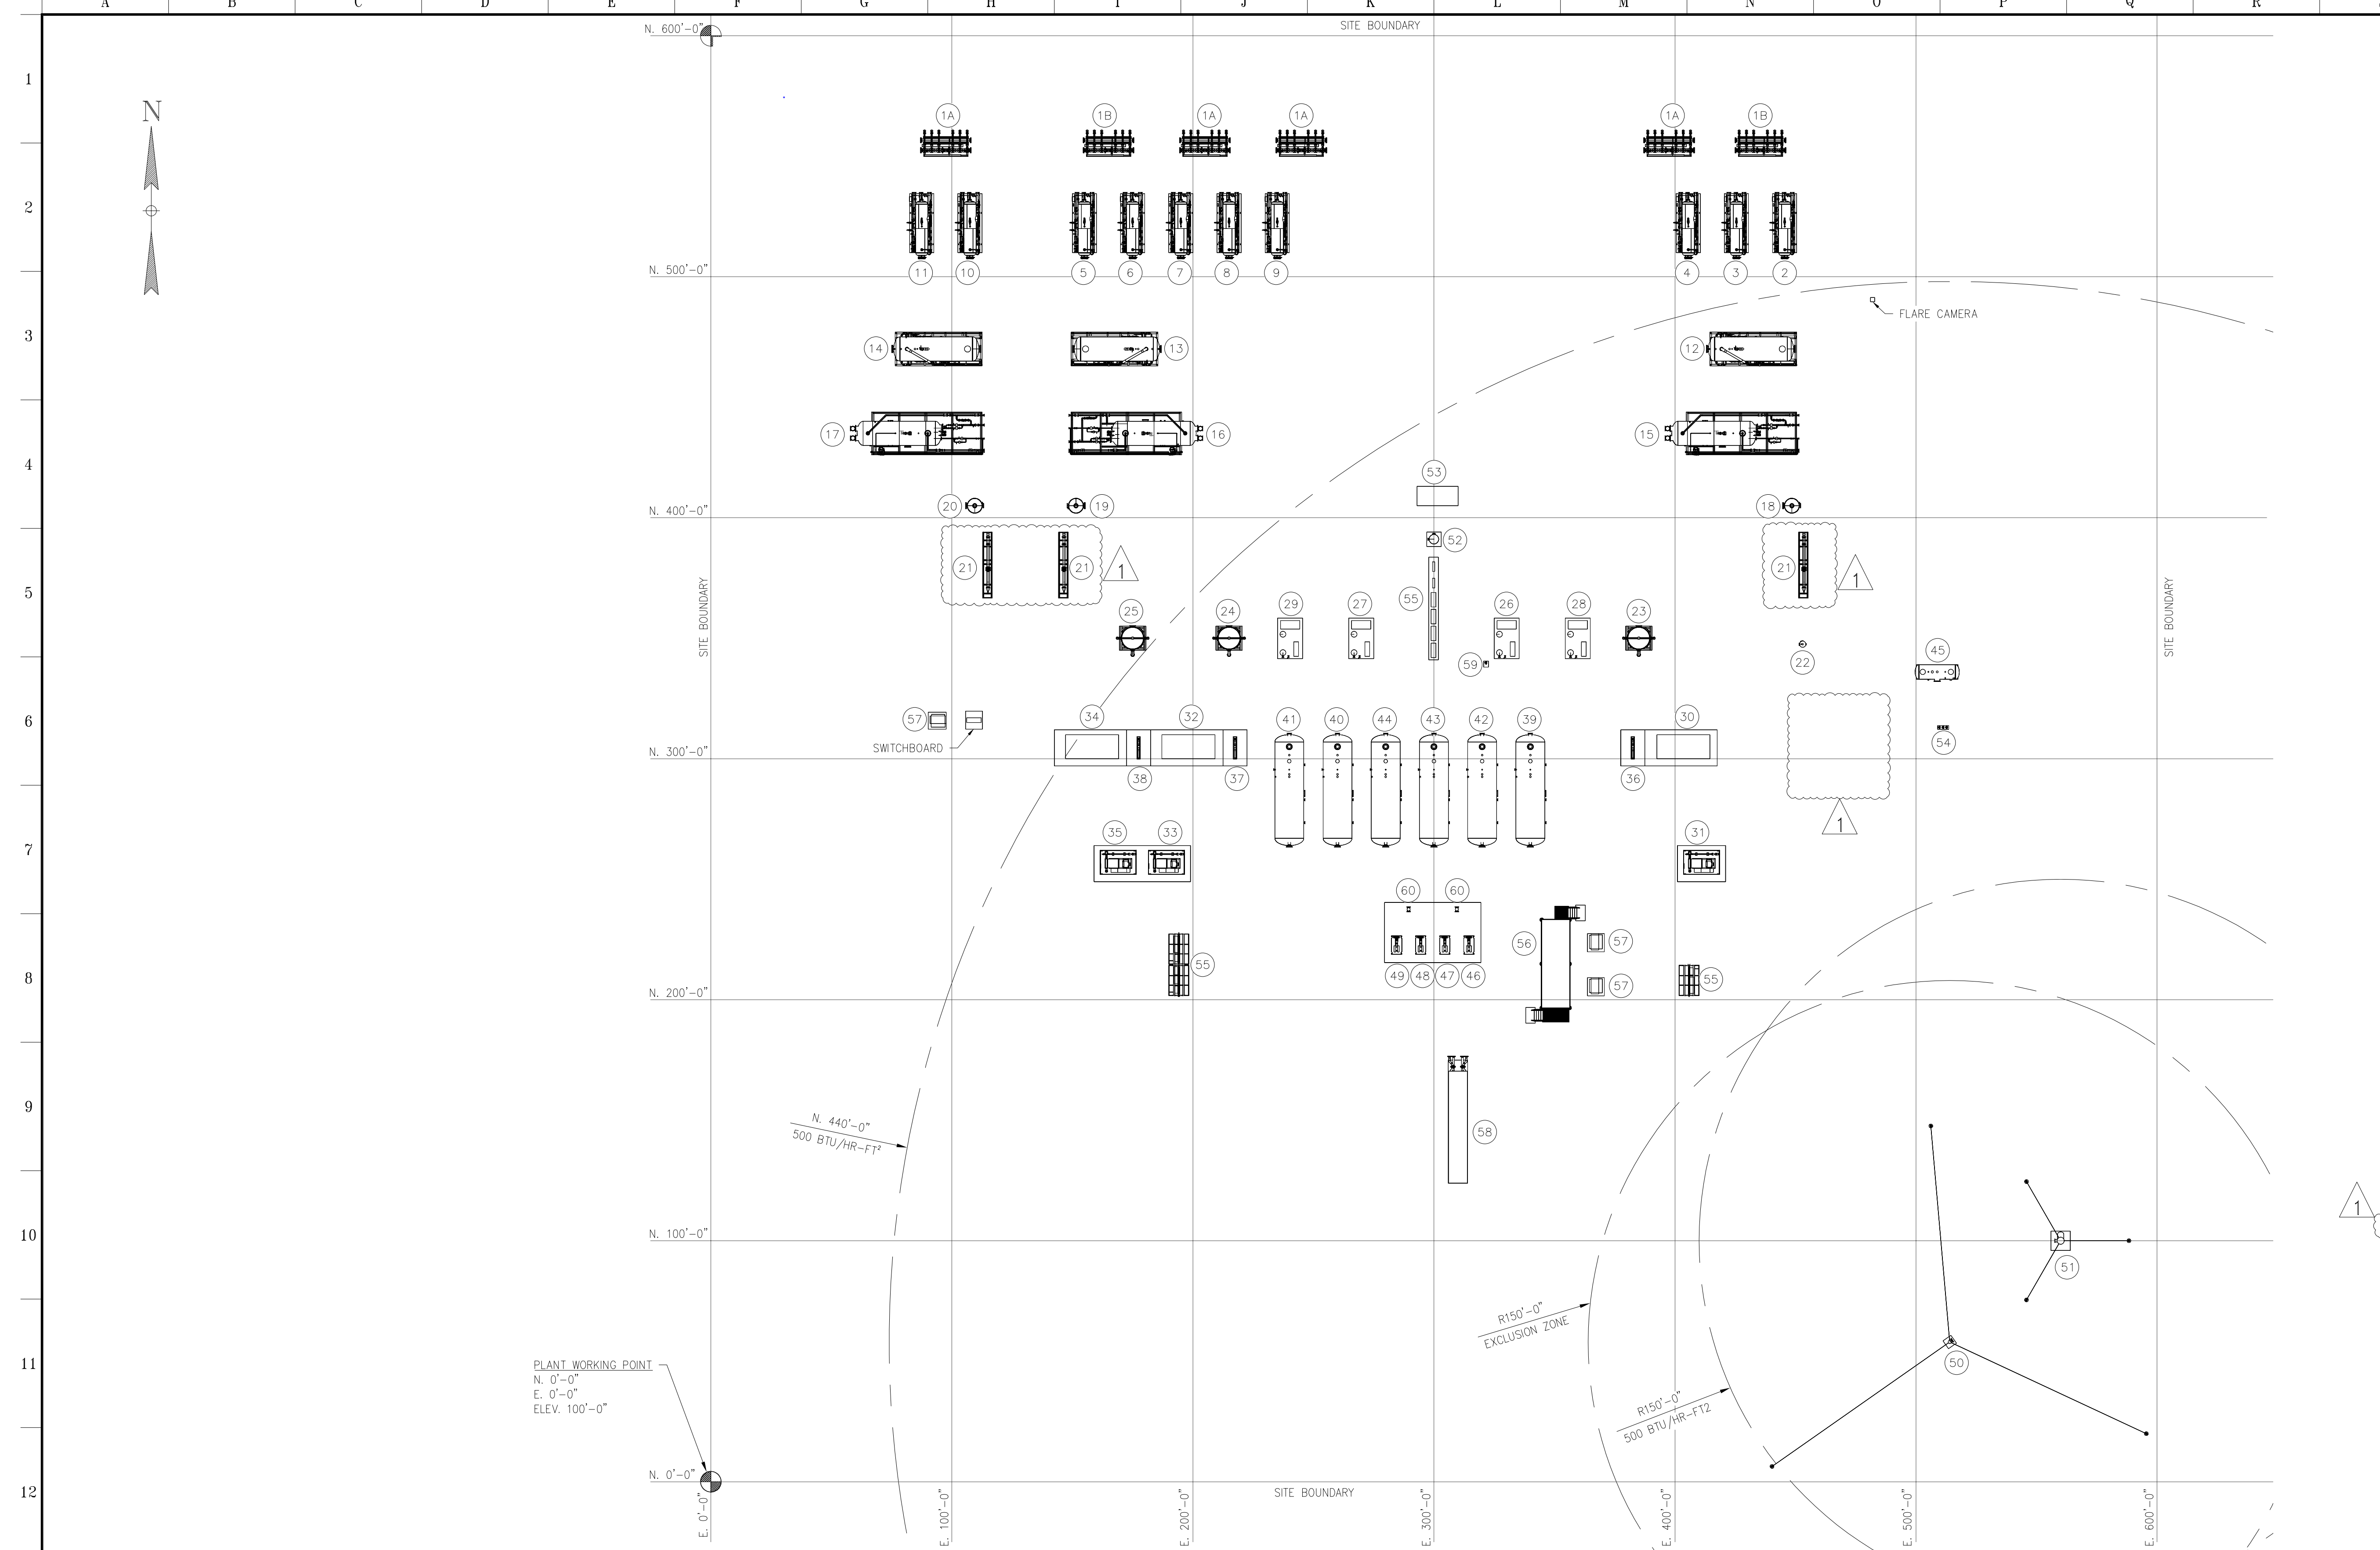 A B C D E F G H I J K L M N O P Q R
N. 600'-0" SITE BOUNDARY
1
N
1A 1B 1A 1A 1A 1B
2
N. 500'-0" 11 10 5 6 7 8 9 4 3 2
FLARE CAMERA
3
14 13 12
17 16 15
4
53
N. 400'-0" 20 19 18
52
21 21 1 21 1
5
SITE BOUNDARY
SITE BOUNDARY
25 24 29 27 55 26 28 23
59 22 45
6
57 34 32 41 40 44 43 42 39 30
SWITCHBOARD
54
N. 300'-0"
38 37 36
1
7
35 33 31
60 60
8
55 56 57
49 48 47 46 57 55
N. 200'-0"
9
N. 440'-0"
500 BTU/HR-FT²
58
1
10
N. 100'-0"
51
R150'-0"
EXCLUSION ZONE
11
50
PLANT WORKING POINT
N. 0'-0"
E. 0'-0"
ELEV. 100'-0"
R150'-0"
500 BTU/HR-FT2
N. 0'-0"
12
SITE BOUNDARY
E. 0'-0" E. 100'-0" E. 200'-0" E. 300'-0" E. 400'-0" E. 500'-0" E. 600'-0"